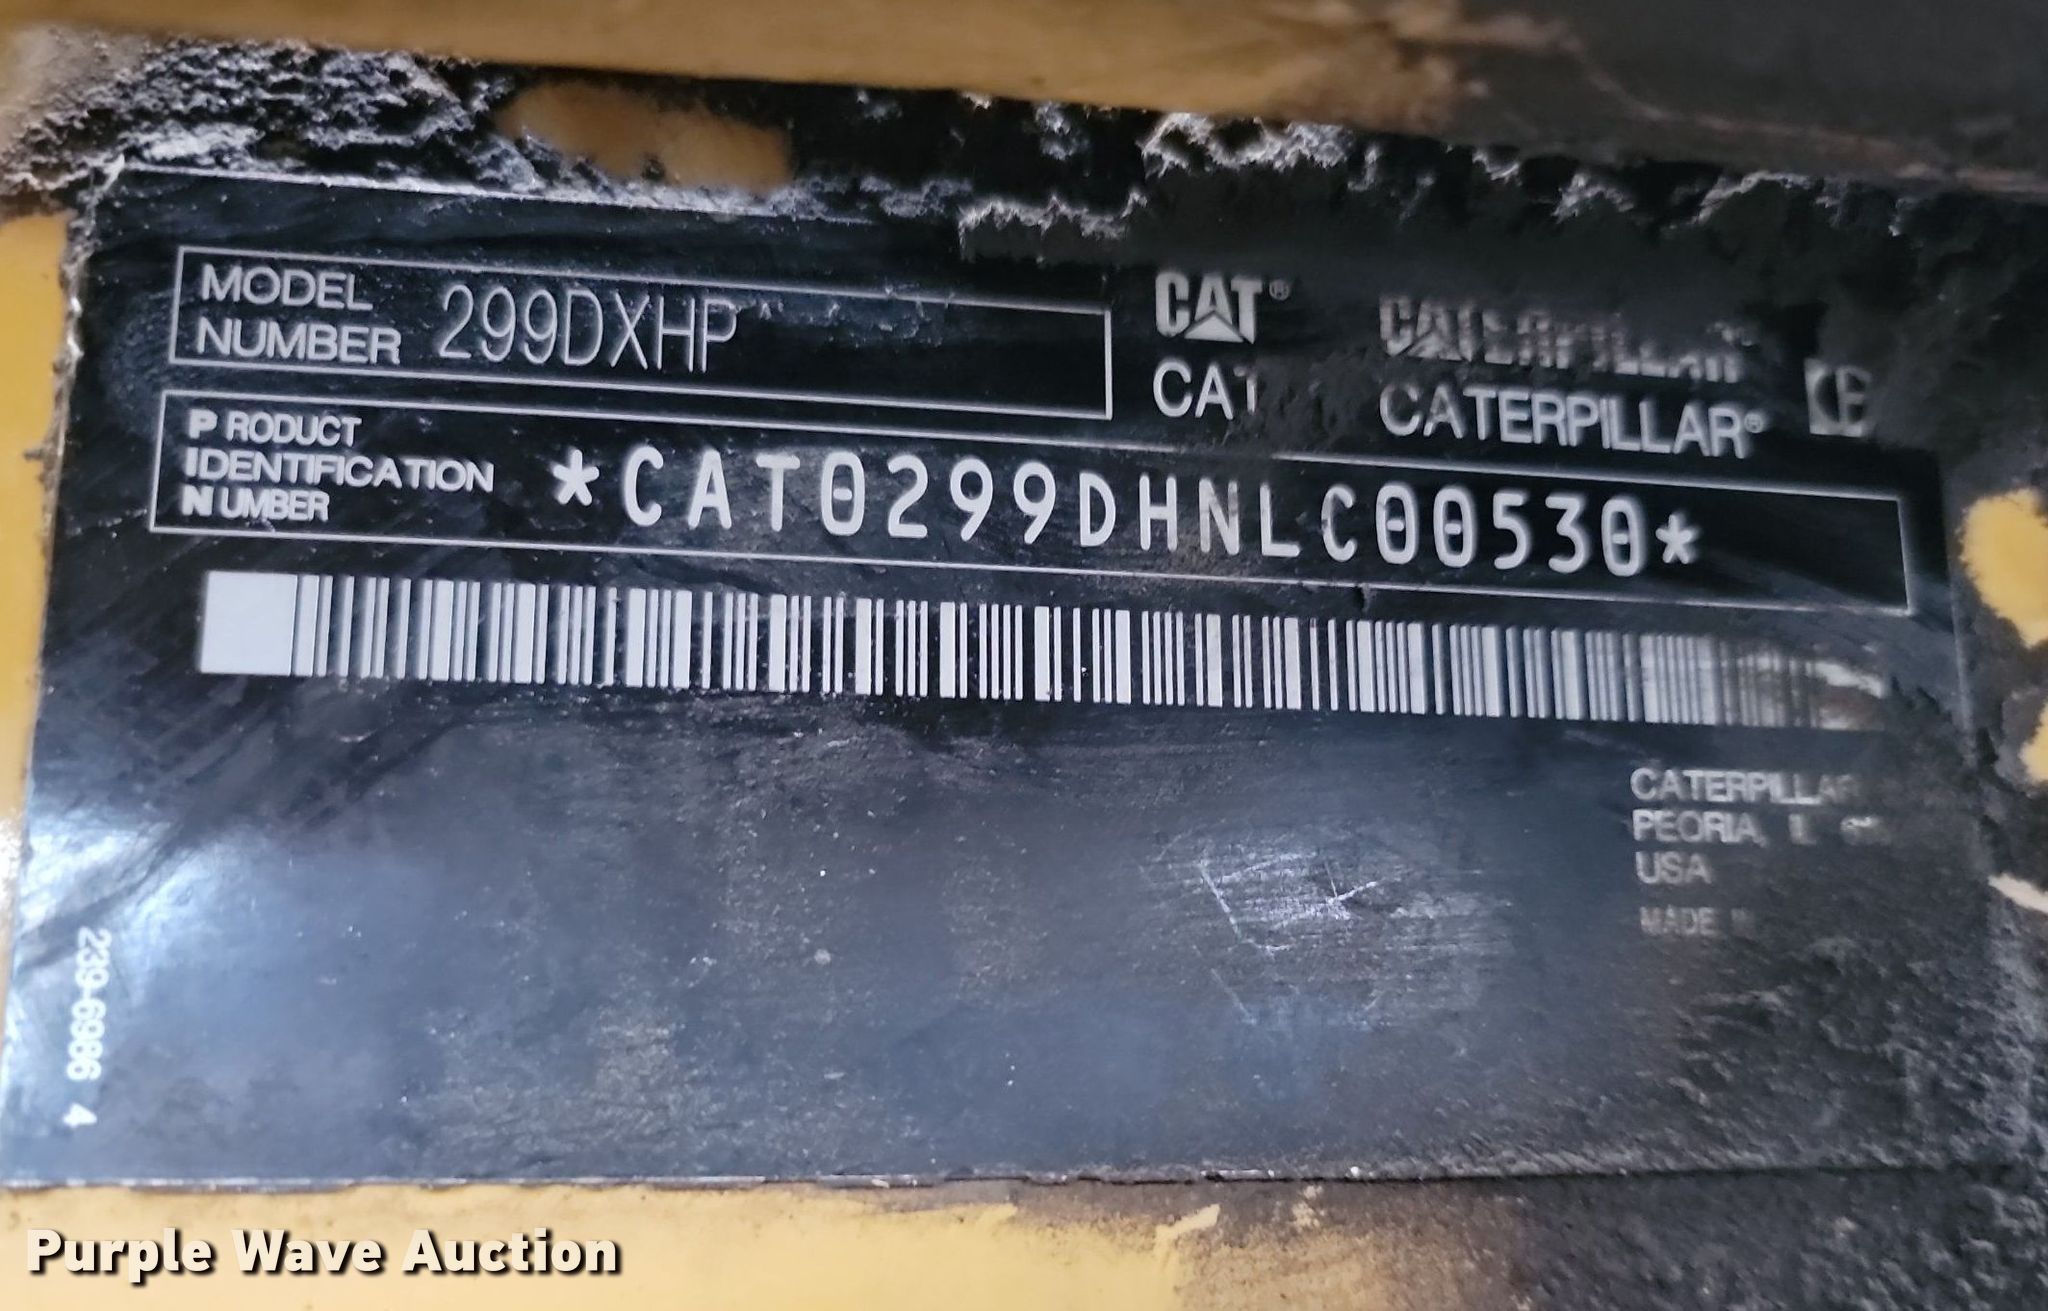 MODEL
NUMBER 299DXHP
CAT® CATERPILLAR
CAT CATERPILLAR®
PRODUCT
IDENTIFICATION
NUMBER
*CAT0299DHNLC00530*
CATERPILLAR
PEORIA, IL
USA
MADE
239-6986 4
Purple Wave Auction